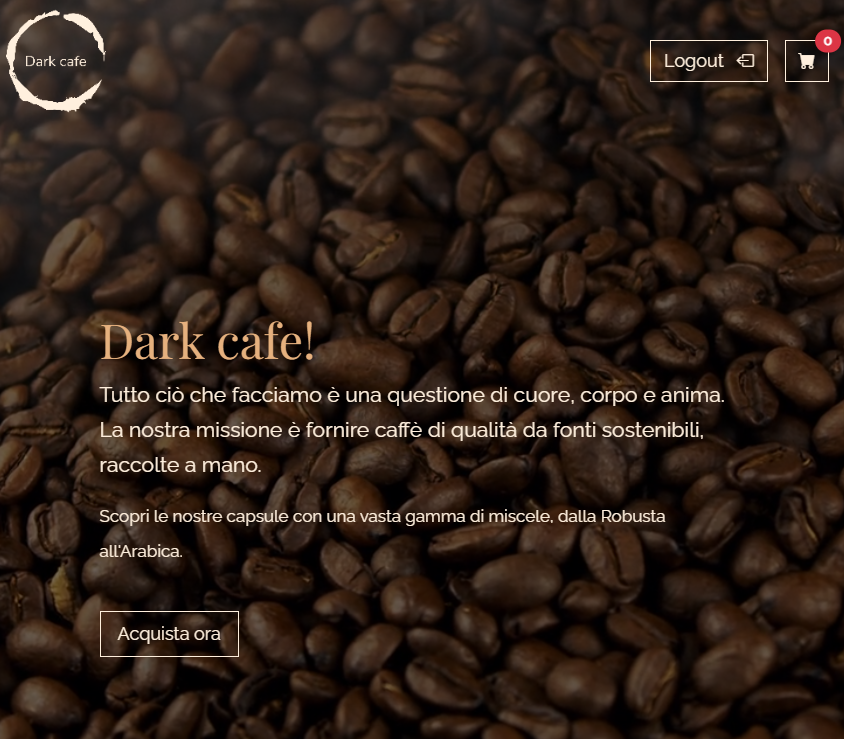 Dark cafe
Logout
0
Dark cafe!
Tutto ciò che facciamo è una questione di cuore, corpo e anima.
La nostra missione è fornire caffè di qualità da fonti sostenibili,
raccolte a mano.
Scopri le nostre capsule con una vasta gamma di miscele, dalla Robusta
all'Arabica.
Acquista ora